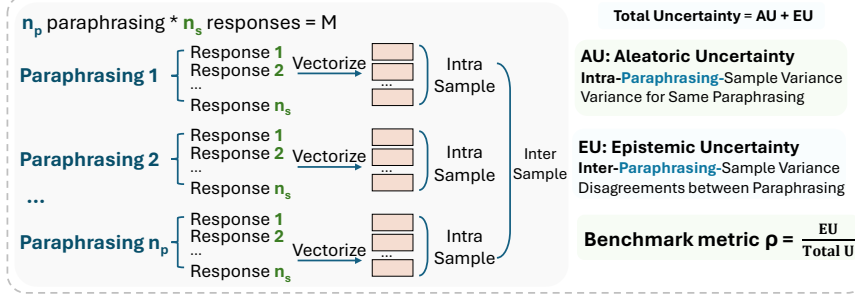 n_p paraphrasing * n_s responses = M
Paraphrasing 1
Response 1
Response 2
...
Response n_s
Vectorize
...
Intra
Sample
Paraphrasing 2
Response 1
Response 2
...
Response n_s
Vectorize
...
Intra
Sample
Inter
Sample
...
Paraphrasing n_p
Response 1
Response 2
...
Response n_s
Vectorize
...
Intra
Sample
Total Uncertainty = AU + EU
AU: Aleatoric Uncertainty
Intra-Paraphrasing-Sample Variance
Variance for Same Paraphrasing
EU: Epistemic Uncertainty
Inter-Paraphrasing-Sample Variance
Disagreements between Paraphrasing
Benchmark metric ρ = EU / Total U